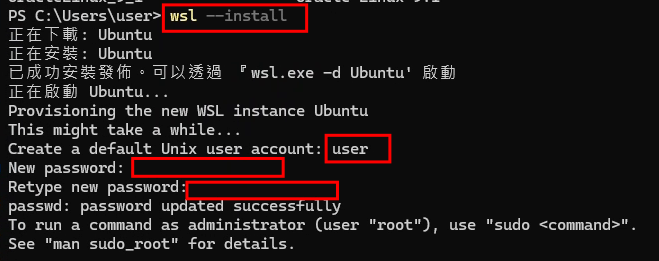 PS C:\Users\user> wsl --install
正在下載: Ubuntu
正在安裝: Ubuntu
已成功安裝發佈。可以透過 『wsl.exe -d Ubuntu' 啟動
正在啟動 Ubuntu...
Provisioning the new WSL instance Ubuntu
This might take a while...
Create a default Unix user account: user
New password:
Retype new password:
passwd: password updated successfully
To run a command as administrator (user "root"), use "sudo <command>".
See "man sudo_root" for details.